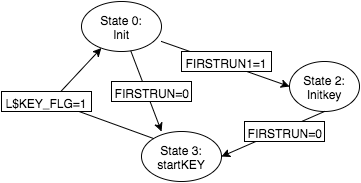 State 0:
Init
FIRSTRUN1=1
State 2:
Initkey
FIRSTRUN=0
L$KEY_FLG=1
FIRSTRUN=0
State 3:
startKEY